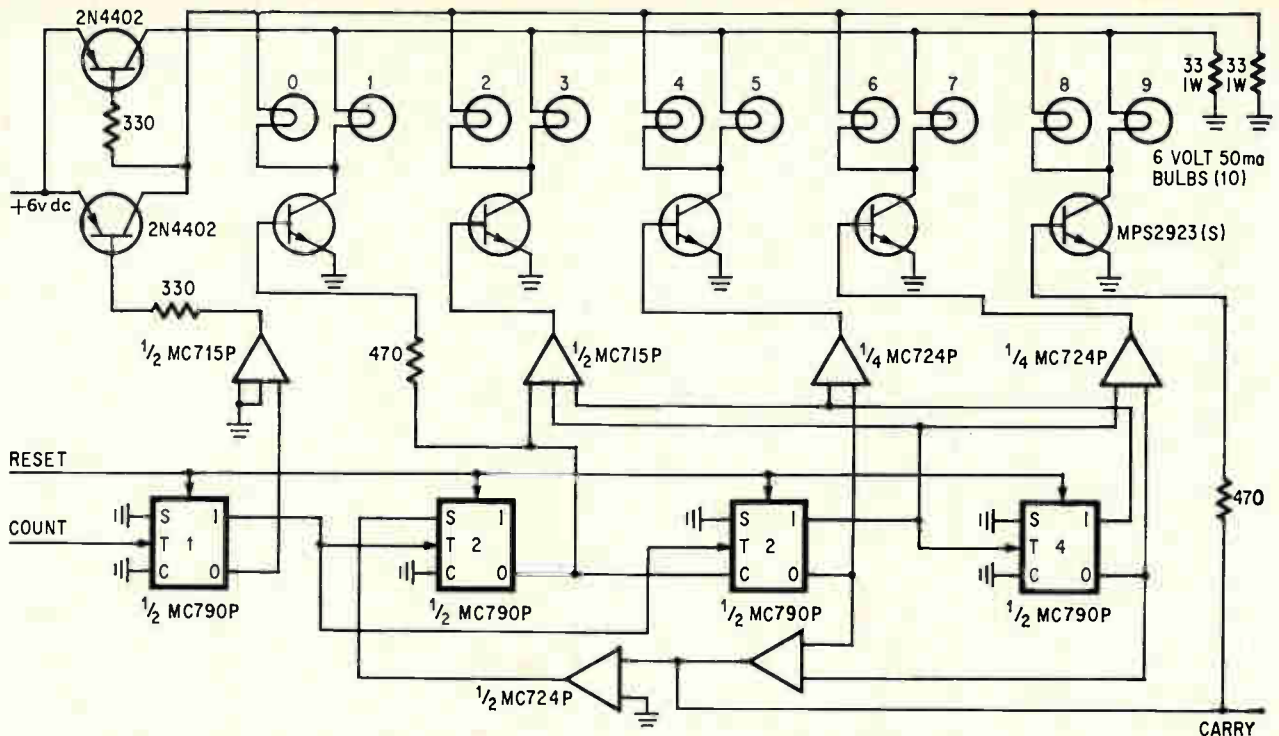 2N4402
330
+6v dc
2N4402
330
0
1
2
3
4
5
6
7
8
9
33
1W
33
1W
6 VOLT 50ma
BULBS (10)
MPS2923(S)
1/2 MC715P
470
1/2 MC715P
1/4 MC724P
1/4 MC724P
470
RESET
COUNT
S 1
T 1
C 0
1/2 MC790P
S 1
T 2
C 0
1/2 MC790P
S 1
T 2
C 0
1/2 MC790P
S 1
T 4
C 0
1/2 MC790P
1/2 MC724P
CARRY